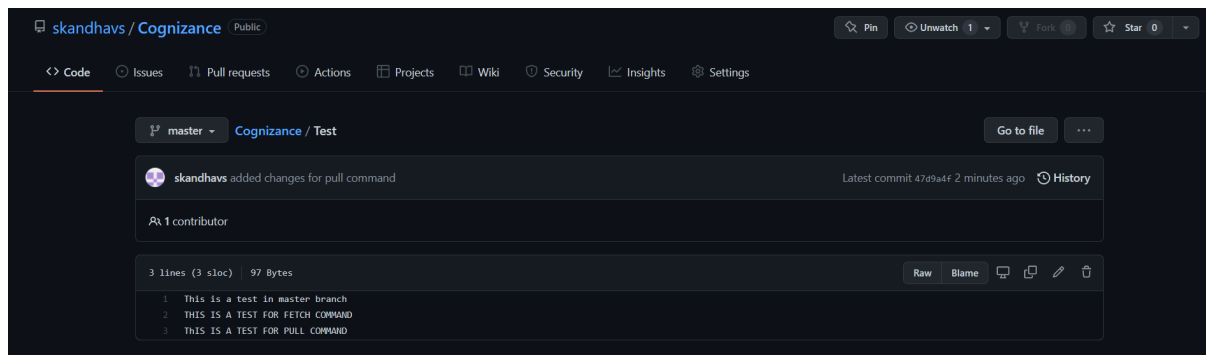 skandhavs / Cognizance Public Pin Unwatch 1 Fork 0 Star 0
<> Code Issues Pull requests Actions Projects Wiki Security Insights Settings
master Cognizance / Test Go to file ...
skandhavs added changes for pull command Latest commit 47d9a4f 2 minutes ago History
1 contributor
3 lines (3 sloc) 97 Bytes Raw Blame
1 This is a test in master branch
2 THIS IS A TEST FOR FETCH COMMAND
3 ThIS IS A TEST FOR PULL COMMAND